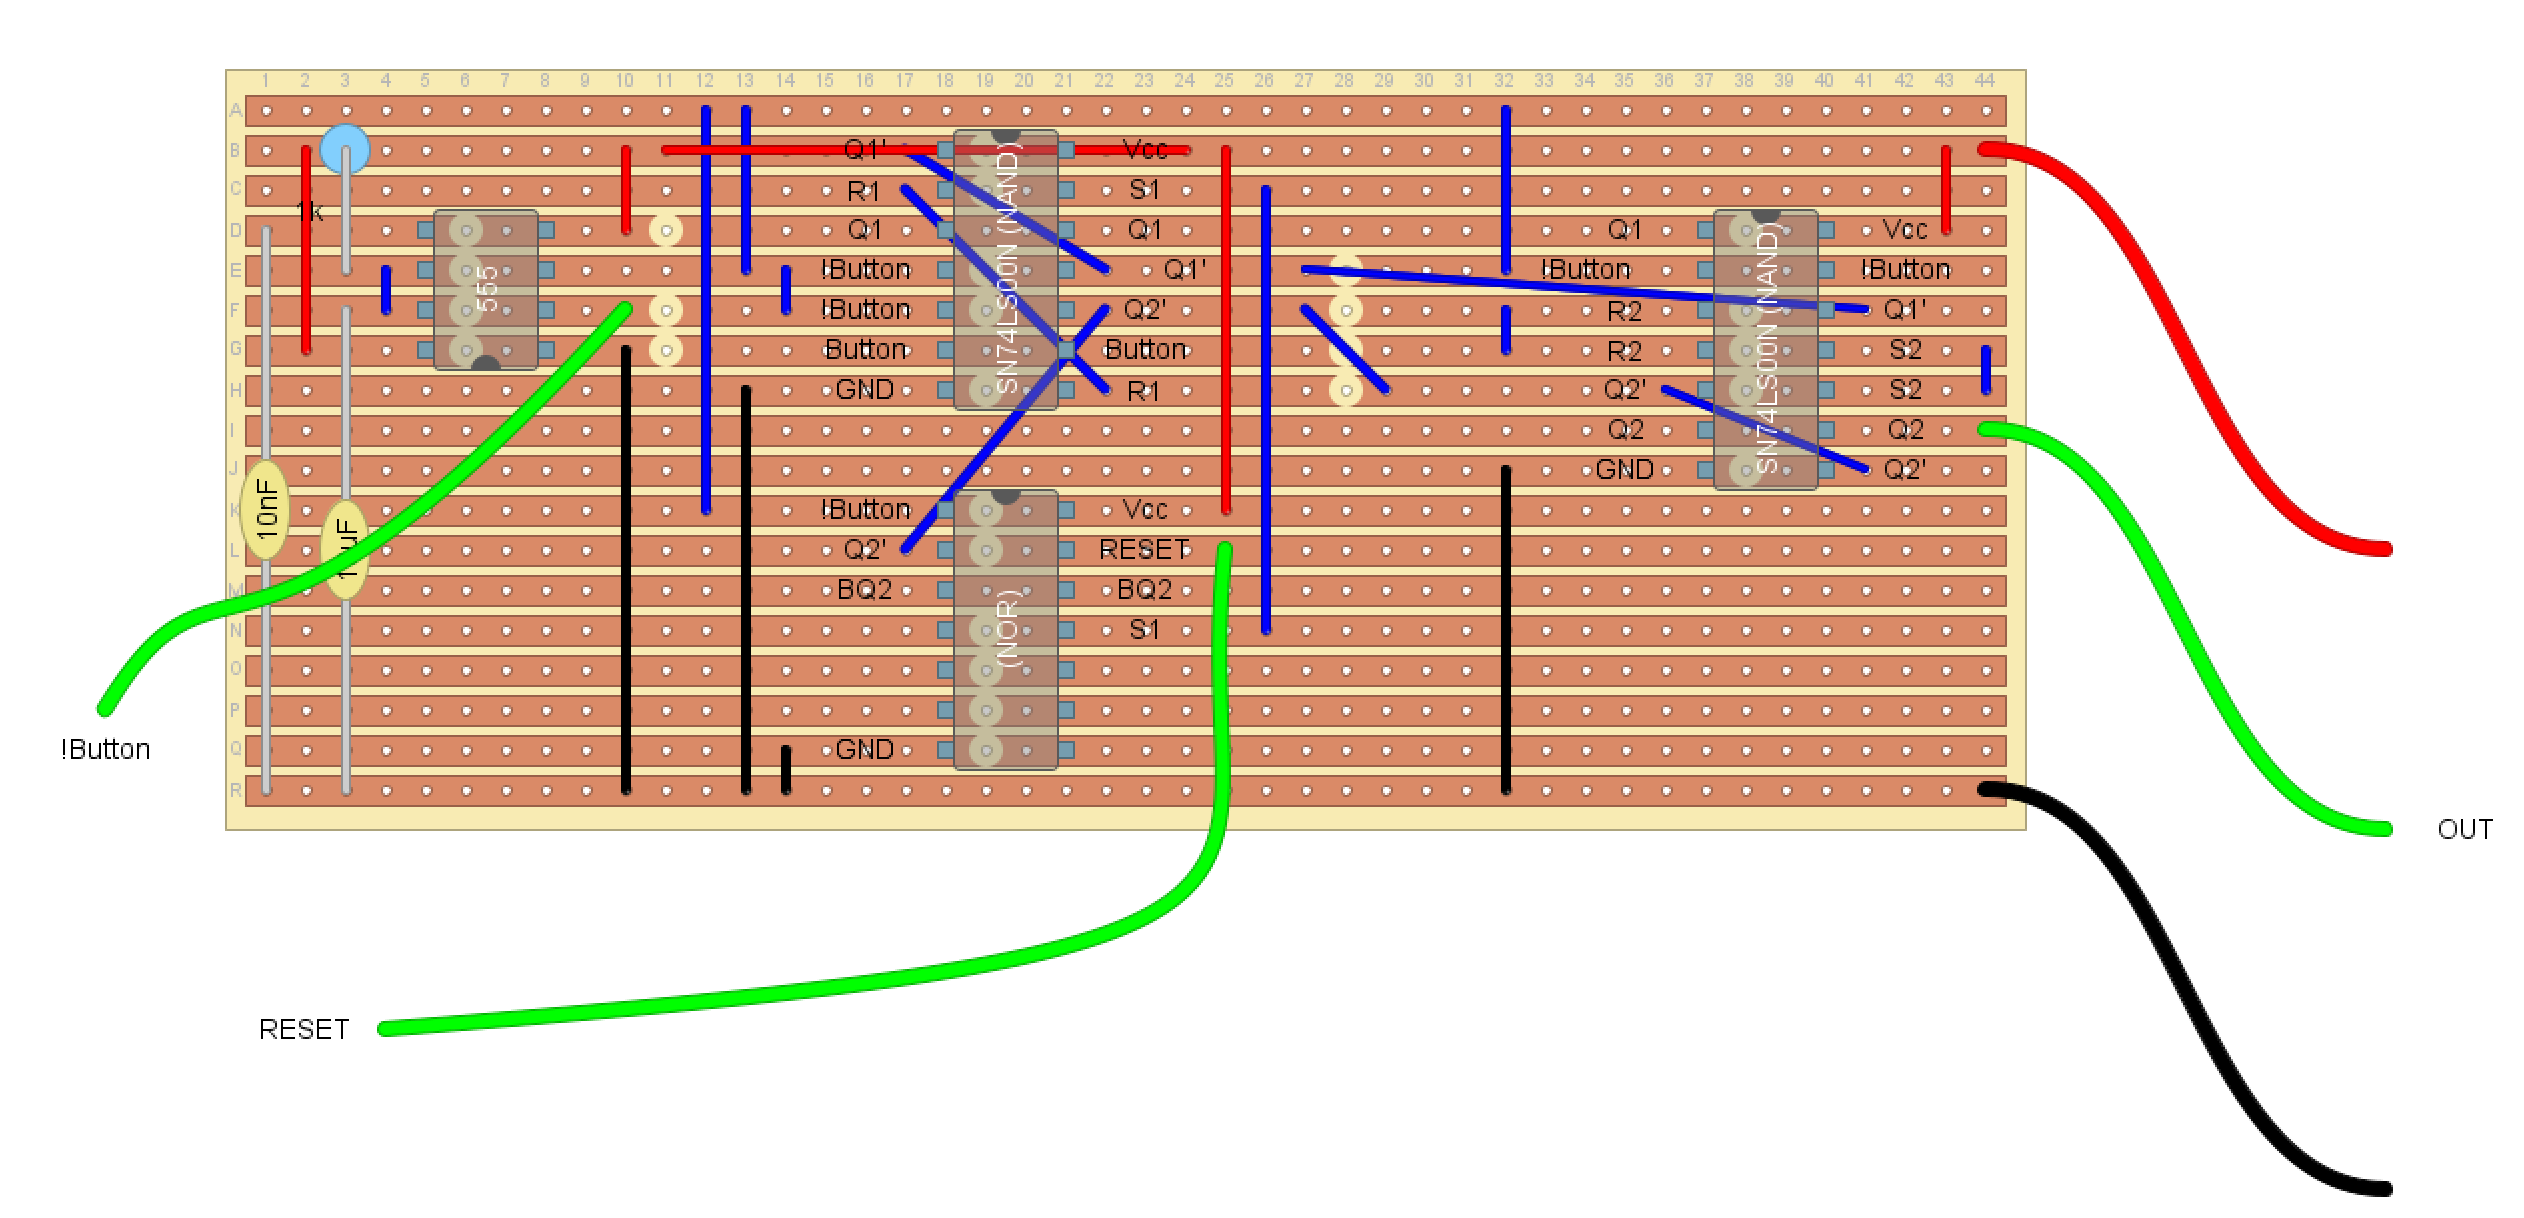 1 2 3 4 5 6 7 8 9 10 11 12 13 14 15 16 17 18 19 20 21 22 23 24 25 26 27 28 29 30 31 32 33 34 35 36 37 38 39 40 41 42 43 44
A
B Q1' Vcc
C R1 S1
1k
D Q1 Q1 Q1 Vcc
E !Button Q1' !Button !Button
555
SN74LS00N (NAND)
F !Button Q2' R2 Q1'
G Button Button R2 S2
SN74LS00N (NAND)
H GND R1 Q2' S2
I Q2 Q2
J GND Q2'
K !Button Vcc
10nF
L Q2' RESET
1uF
M BQ2 BQ2
N S1
(NOR)
O
P
Q GND
R
!Button
OUT
RESET